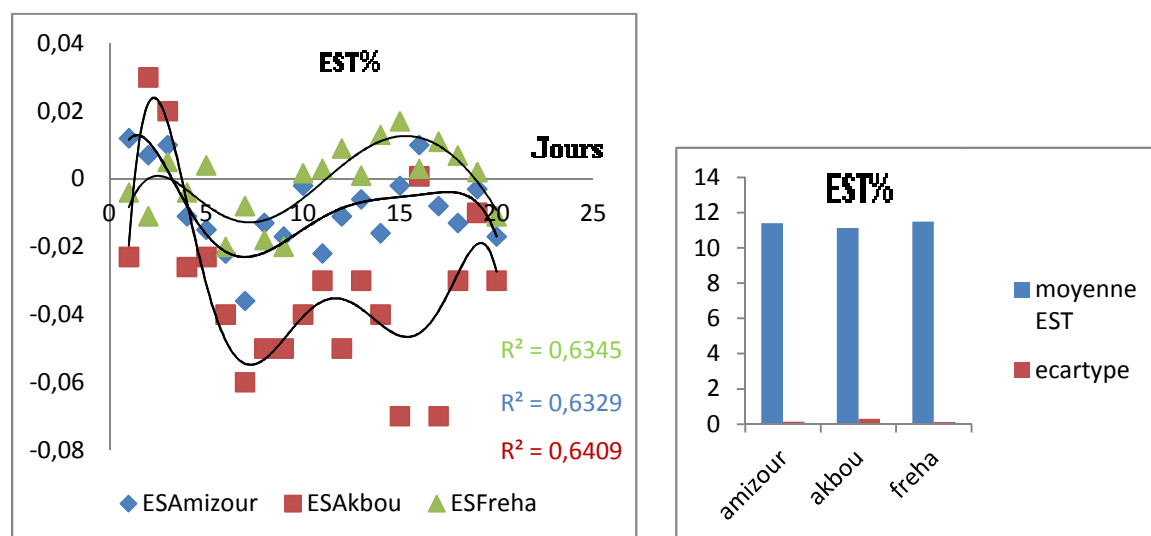 EST%
Jours
0,04
0,02
0
-0,02
-0,04
-0,06
-0,08
0 5 10 15 20 25
R² = 0,6345
R² = 0,6329
R² = 0,6409
ESAmizour ESAkbou ESFreha
EST%
14
12
10
8
6
4
2
0
amizour akbou freha
moyenne
EST
ecartype